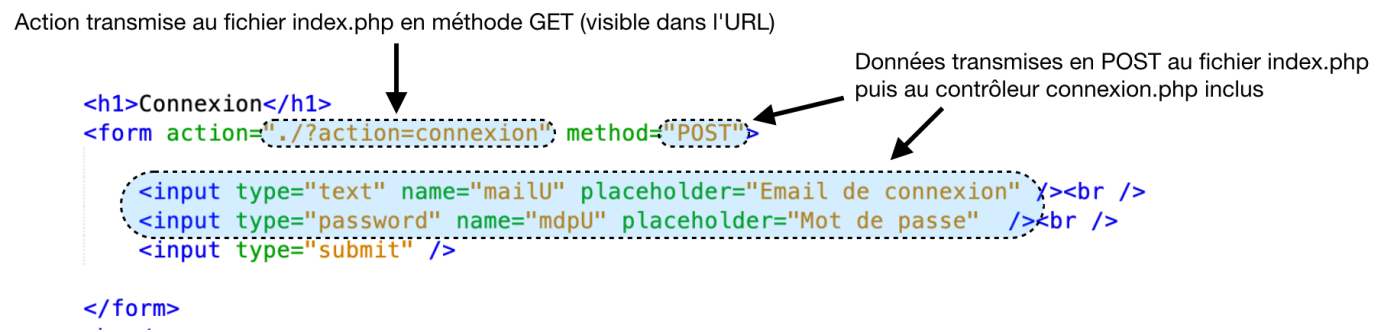 Action transmise au fichier index.php en méthode GET (visible dans l'URL)
Données transmises en POST au fichier index.php
puis au contrôleur connexion.php inclus
<h1>Connexion</h1>
<form action="./?action=connexion" method="POST">
<input type="text" name="mailU" placeholder="Email de connexion" /><br />
<input type="password" name="mdpU" placeholder="Mot de passe"  /><br />
<input type="submit" />
</form>